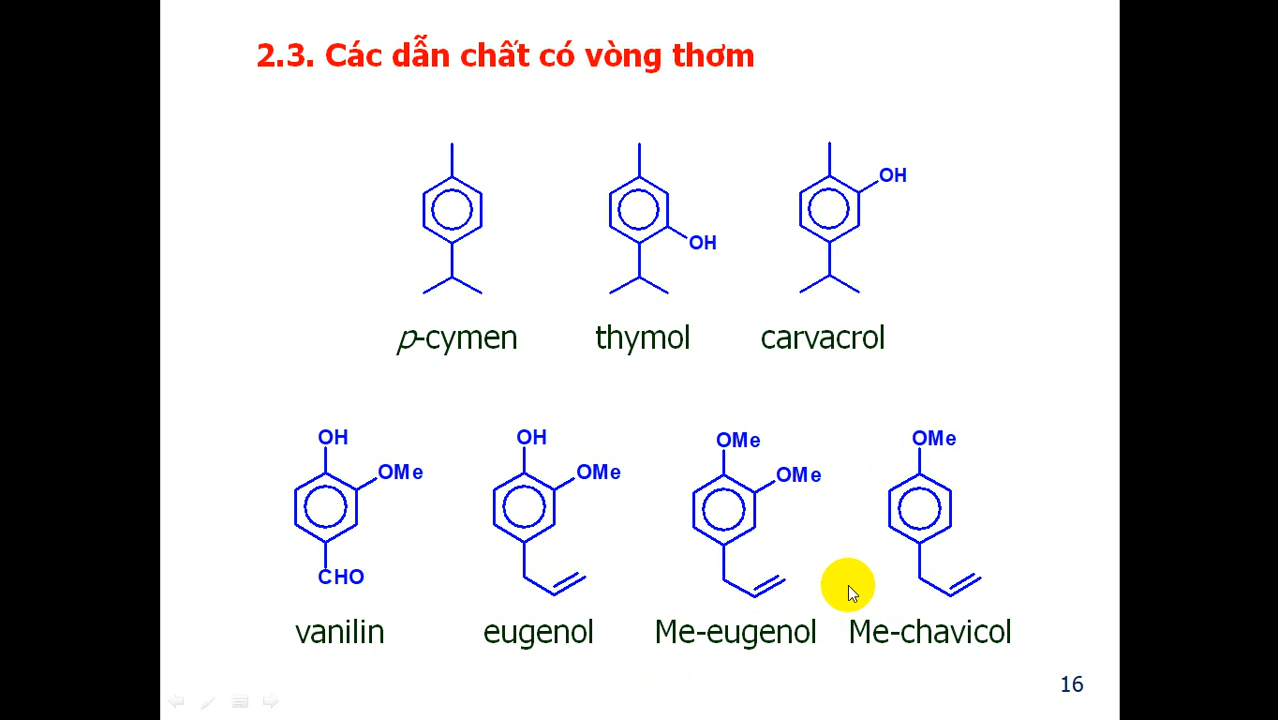 2.3. Các dẫn chất có vòng thơm
OH
OH
p-cymen thymol carvacrol
OH OH OMe OMe
OMe OMe OMe
CHO
vanilin eugenol Me-eugenol Me-chavicol
16